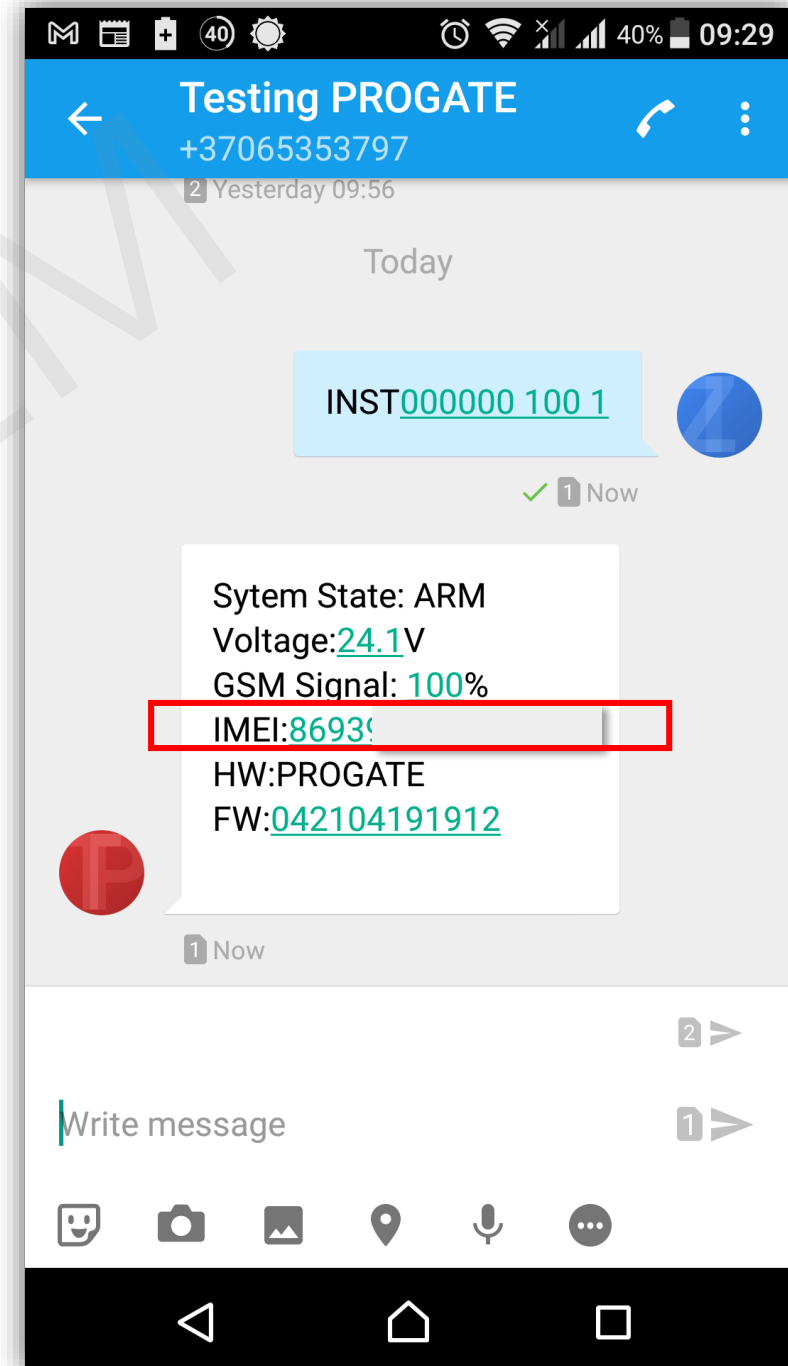 40 40% 09:29
Testing PROGATE
+37065353797
2 Yesterday 09:56
Today
INST000000 100 1
1 Now
Sytem State: ARM
Voltage:24.1V
GSM Signal: 100%
IMEI:8693
HW:PROGATE
FW:042104191912
1 Now
2
Write message
1